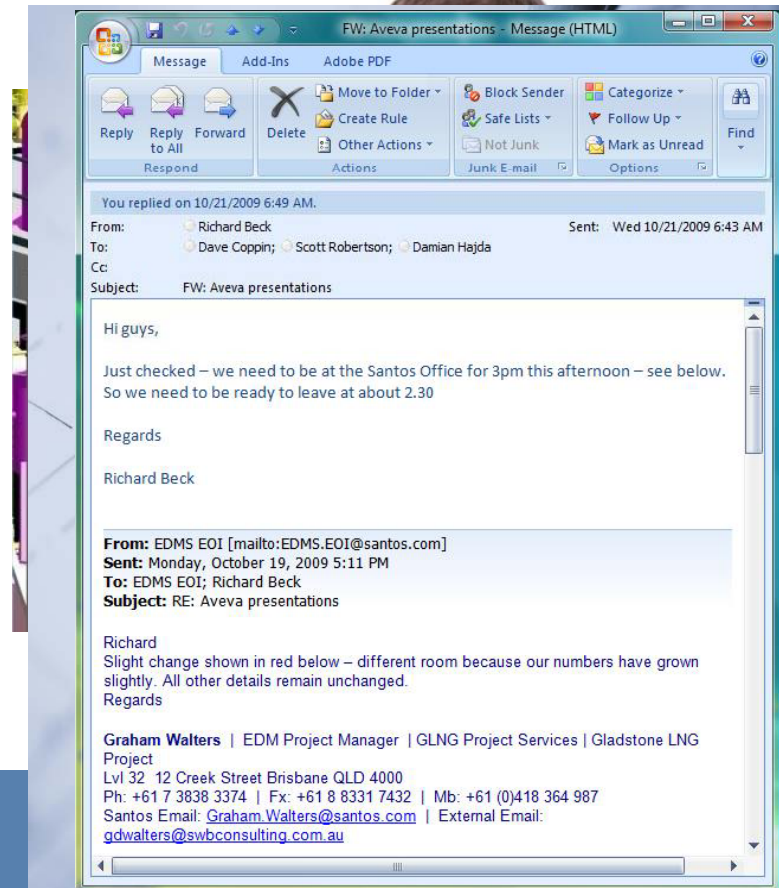 FW: Aveva presentations - Message (HTML)
Message Add-Ins Adobe PDF
Reply
Reply to All
Forward
Respond
Delete
Move to Folder
Create Rule
Other Actions
Actions
Block Sender
Safe Lists
Not Junk
Junk E-mail
Categorize
Follow Up
Mark as Unread
Options
Find
You replied on 10/21/2009 6:49 AM.
From: Richard Beck Sent: Wed 10/21/2009 6:43 AM
To: Dave Coppin; Scott Robertson; Damian Hajda
Cc:
Subject: FW: Aveva presentations
Hi guys,
Just checked – we need to be at the Santos Office for 3pm this afternoon – see below.
So we need to be ready to leave at about 2.30
Regards
Richard Beck
From: EDMS EOI [mailto:EDMS.EOI@santos.com]
Sent: Monday, October 19, 2009 5:11 PM
To: EDMS EOI; Richard Beck
Subject: RE: Aveva presentations
Richard
Slight change shown in red below – different room because our numbers have grown
slightly. All other details remain unchanged.
Regards
Graham Walters | EDM Project Manager | GLNG Project Services | Gladstone LNG
Project
Lvl 32 12 Creek Street Brisbane QLD 4000
Ph: +61 7 3838 3374 | Fx: +61 8 8331 7432 | Mb: +61 (0)418 364 987
Santos Email: Graham.Walters@santos.com | External Email:
gdwalters@swbconsulting.com.au